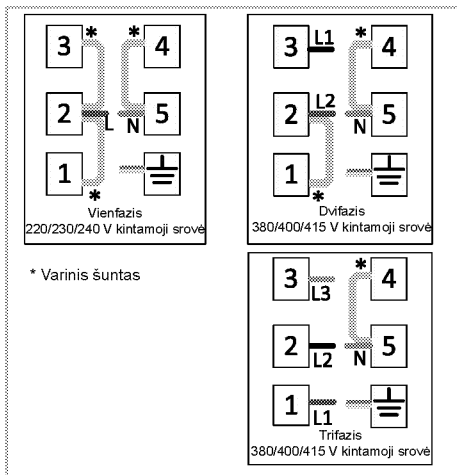 3 * * 4
2 L N 5
1 *
Vienfazis
220/230/240 V kintamoji srovė
3 L1 * 4
2 L2 N 5
1 *
Dvifazis
380/400/415 V kintamoji srovė
* Varinis šuntas
3 L3 * 4
2 L2 N 5
1 L1
Trifazis
380/400/415 V kintamoji srovė